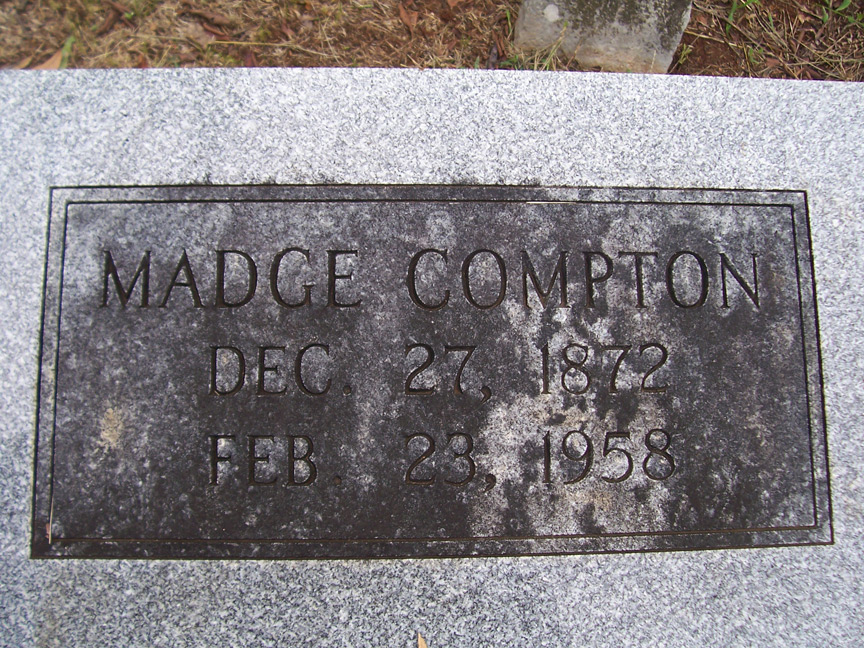 MADGE COMPTON
DEC. 27, 1872
FEB. 23, 1958